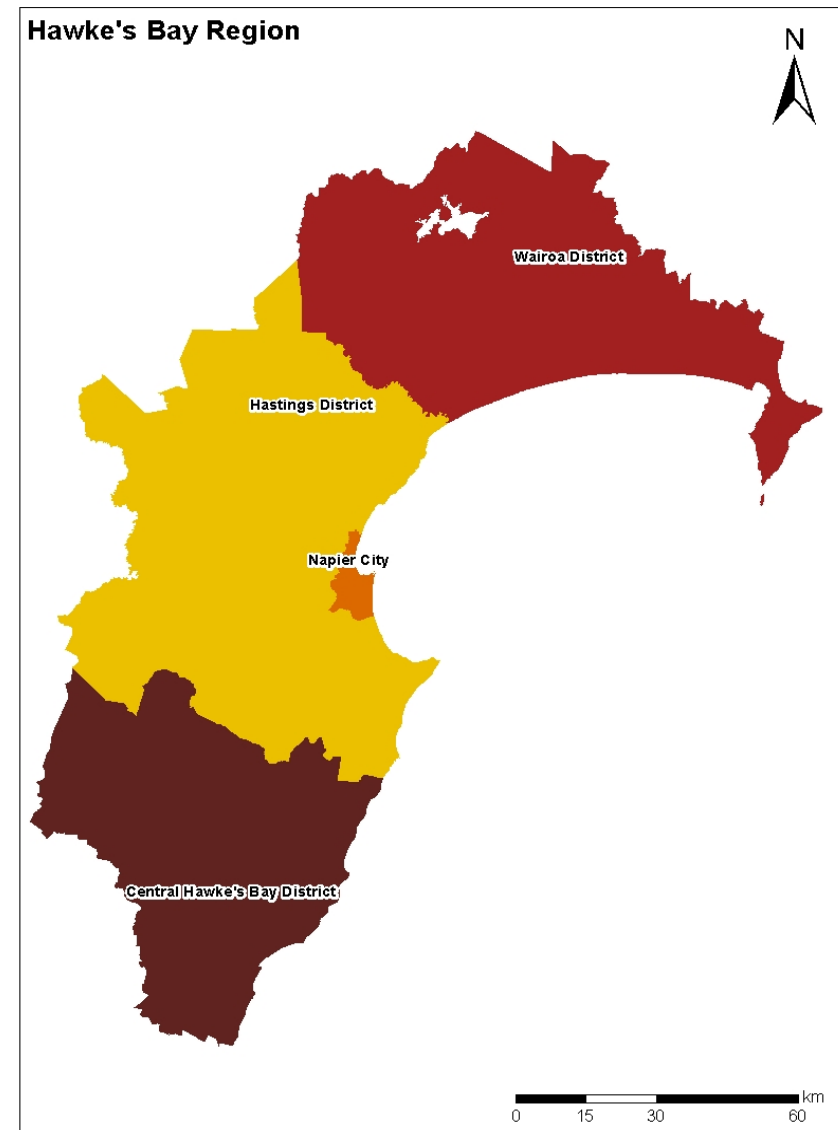 Hawke's Bay Region
N
Wairoa District
Hastings District
Napier City
Central Hawke's Bay District
km
0 15 30 60